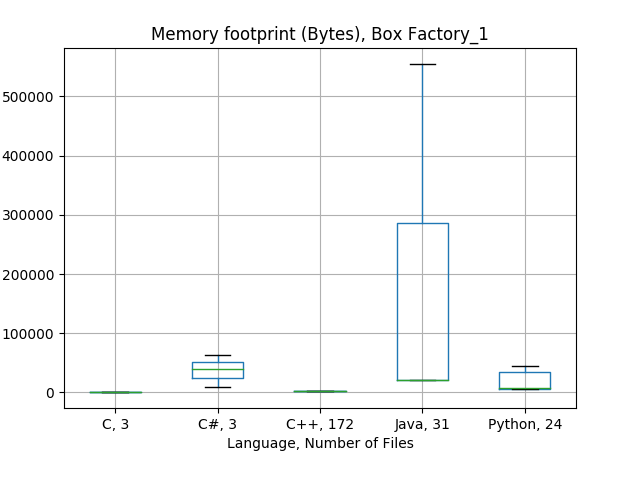 Memory footprint (Bytes), Box Factory_1
500000
400000
300000
200000
100000
0
C, 3
C#, 3
C++, 172
Java, 31
Python, 24
Language, Number of Files